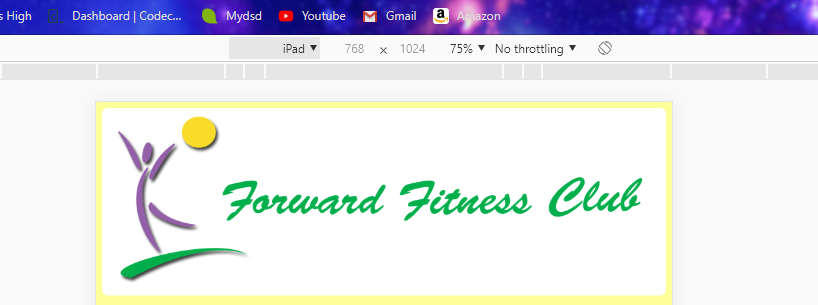 s High Dashboard | Codec... Mydsd YouTube Gmail Amazon
iPad 768 × 1024 75% No throttling
Forward Fitness Club